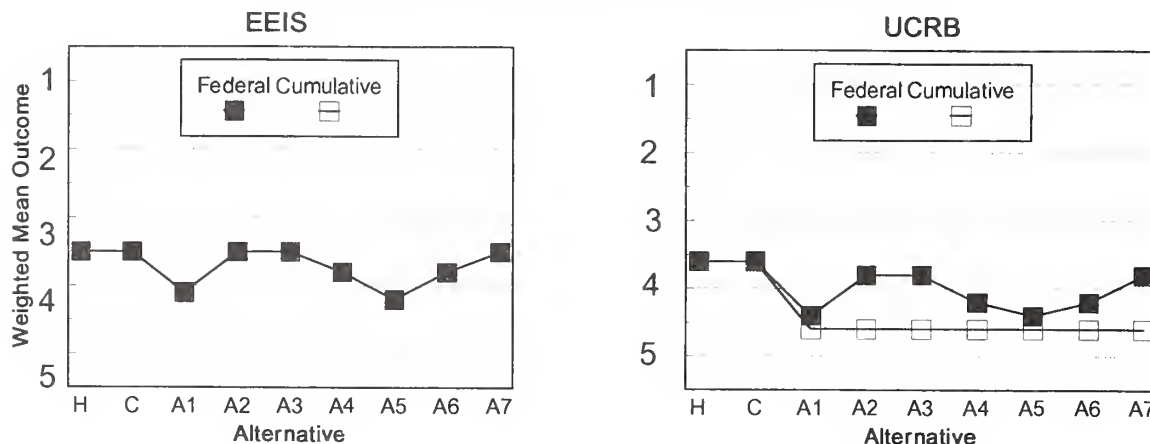 EEIS
Federal Cumulative
Weighted Mean Outcome
1
2
3
4
5
H C A1 A2 A3 A4 A5 A6 A7
Alternative
UCRB
Federal Cumulative
1
2
3
4
5
H C A1 A2 A3 A4 A5 A6 A7
Alternative